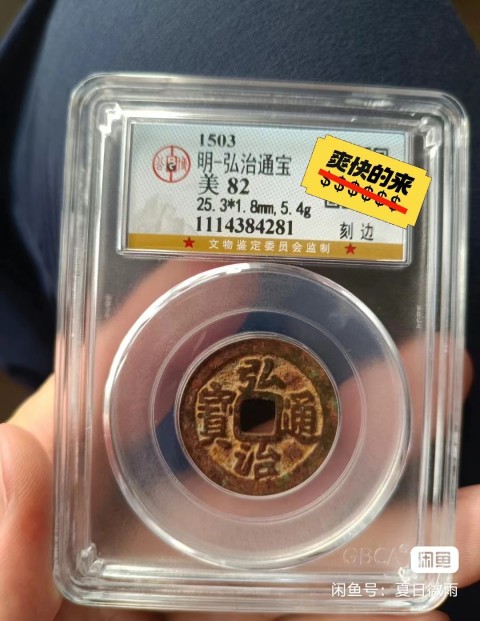 1503
明-弘治通宝
美 82
25.3*1.8mm, 5.4g
1114384281
刻 边
文物鉴定委员会监制
爽快的来
$$$$$$
弘
寶 通
治
GBCA
闲鱼
闲鱼号：夏日微雨